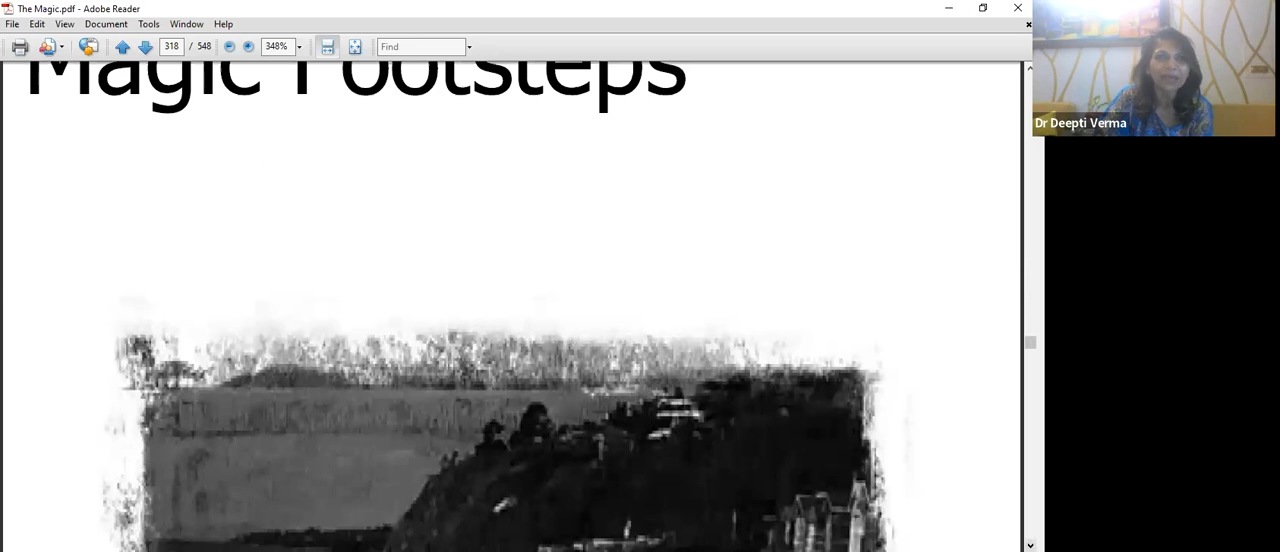 The Magic.pdf - Adobe Reader
File Edit View Document Tools Window Help
318 / 548 348% Find
Magic Footsteps
Dr Deepti Verma